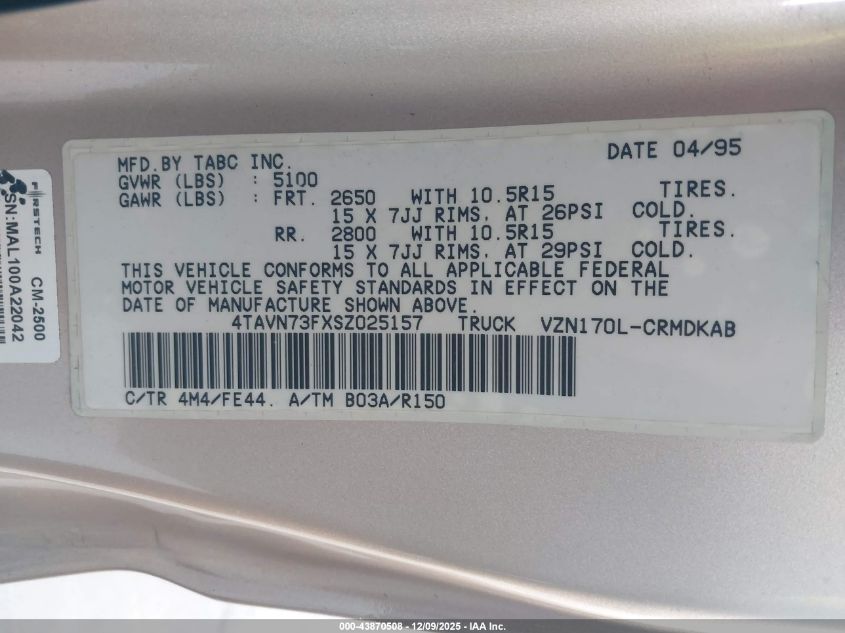 MFD.BY TABC INC. DATE 04/95
GVWR (LBS) : 5100
GAWR (LBS) : FRT. 2650 WITH 10.5R15 TIRES.
15 X 7JJ RIMS. AT 26PSI COLD.
RR. 2800 WITH 10.5R15 TIRES.
15 X 7JJ RIMS. AT 29PSI COLD.
THIS VEHICLE CONFORMS TO ALL APPLICABLE FEDERAL
MOTOR VEHICLE SAFETY STANDARDS IN EFFECT ON THE
DATE OF MANUFACTURE SHOWN ABOVE.
4TAVN73FXSZ025157 TRUCK VZN170L-CRMDKAB
C/TR 4M4/FE44. A/TM B03A/R150
FIRSTECH CM-2500
SN:MAL100A22042
000-43870508 - 12/09/2025 - IAA Inc.